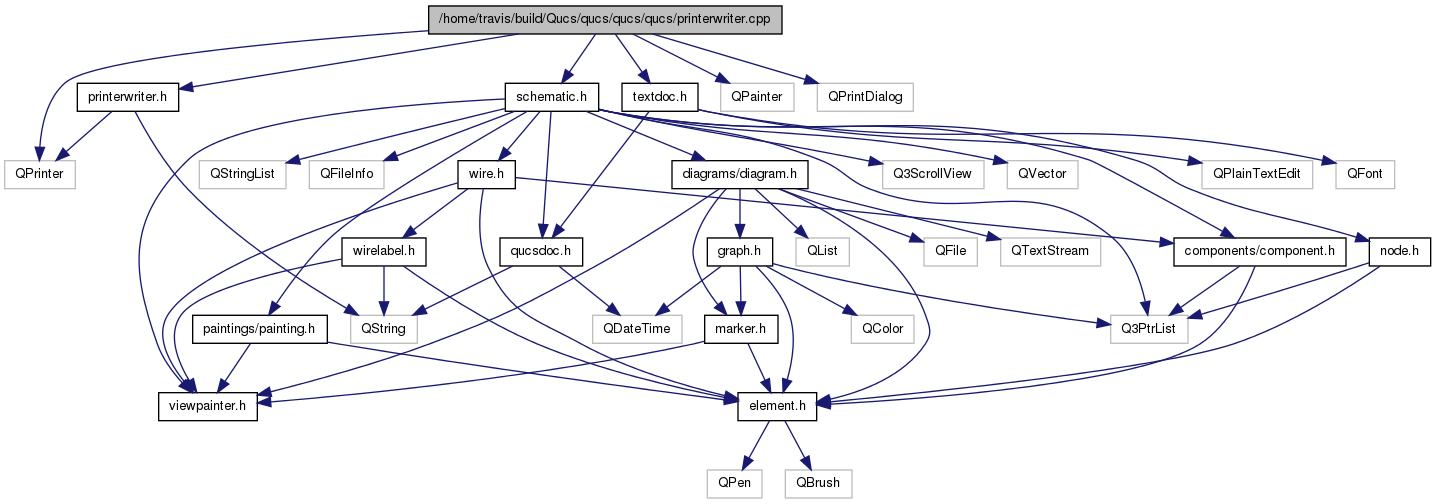 /home/travis/build/Qucs/qucs/qucs/qucs/printerwriter.cpp
printerwriter.h
schematic.h
textdoc.h
QPainter
QPrintDialog
QPrinter
QStringList
QFileInfo
wire.h
diagrams/diagram.h
Q3ScrollView
QVector
QPlainTextEdit
QFont
wirelabel.h
qucsdoc.h
graph.h
QList
QFile
QTextStream
components/component.h
node.h
paintings/painting.h
QString
QDateTime
marker.h
QColor
Q3PtrList
viewpainter.h
element.h
QPen
QBrush